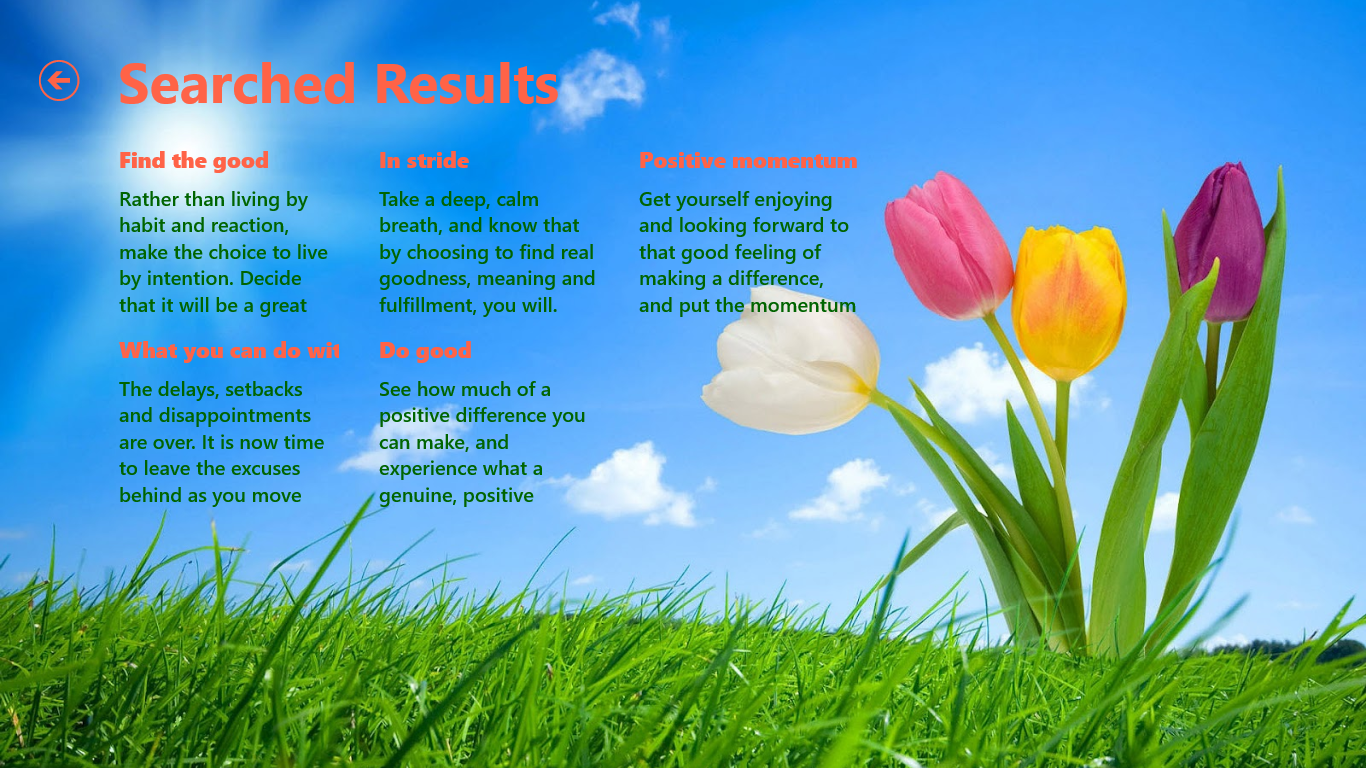 Searched Results
Find the good
Rather than living by
habit and reaction,
make the choice to live
by intention. Decide
that it will be a great
What you can do wit
The delays, setbacks
and disappointments
are over. It is now time
to leave the excuses
behind as you move
In stride
Take a deep, calm
breath, and know that
by choosing to find real
goodness, meaning and
fulfillment, you will.
Do good
See how much of a
positive difference you
can make, and
experience what a
genuine, positive
Positive momentum
Get yourself enjoying
and looking forward to
that good feeling of
making a difference,
and put the momentum